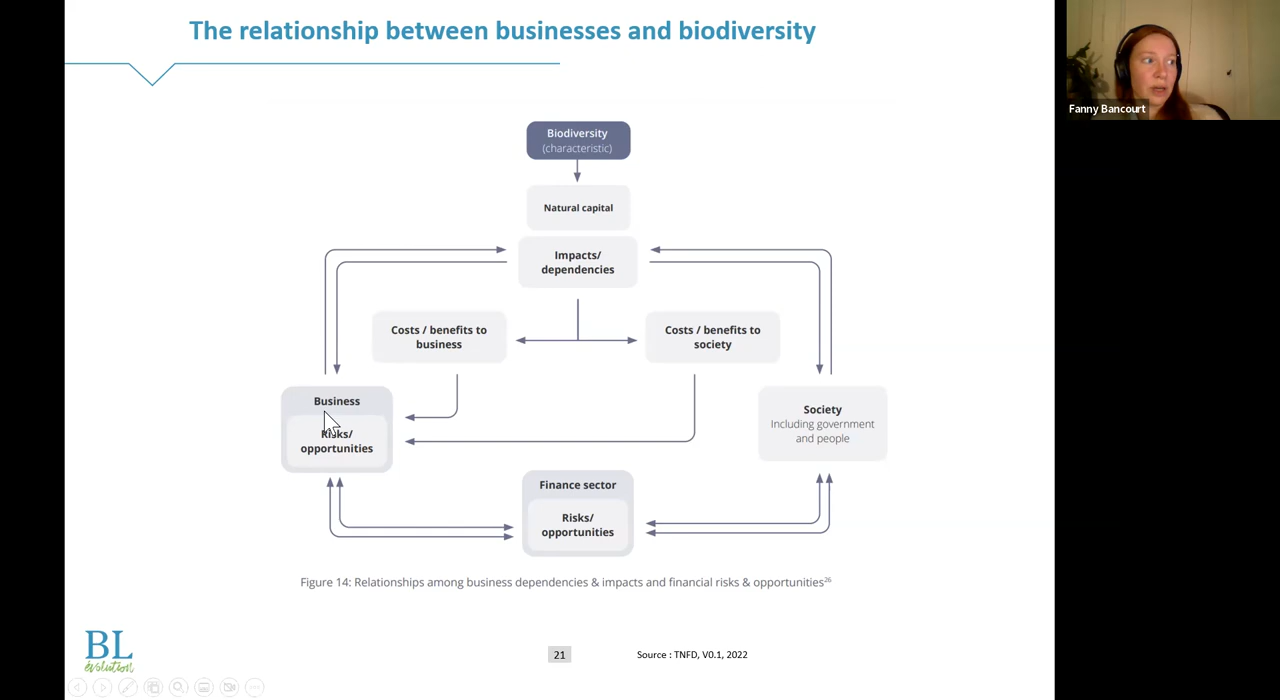 The relationship between businesses and biodiversity
Fanny Bancourt
Biodiversity
(characteristic)
Natural capital
Impacts/
dependencies
Costs / benefits to
business
Costs / benefits to
society
Business
Risks/
opportunities
Society
Including government
and people
Finance sector
Risks/
opportunities
Figure 14: Relationships among business dependencies & impacts and financial risks & opportunities26
BL
évolution
21
Source : TNFD, V0.1, 2022